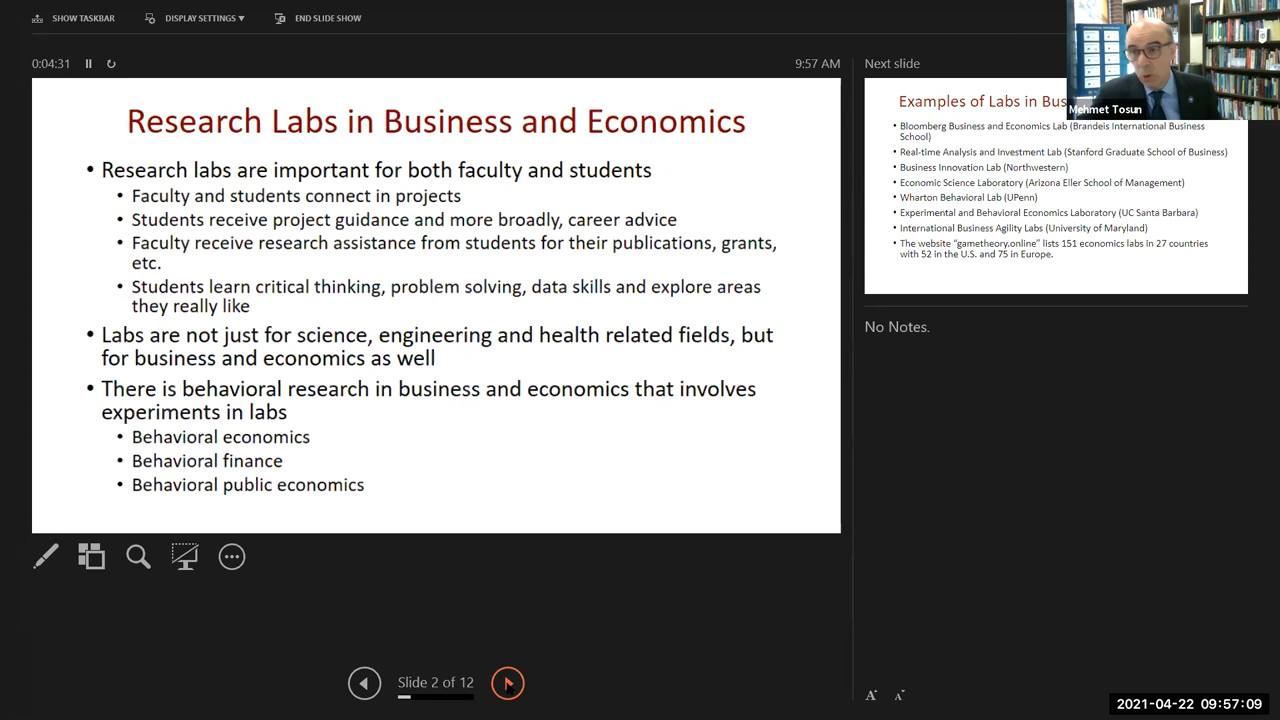 SHOW TASKBAR
DISPLAY SETTINGS ▼
END SLIDE SHOW
0:04:31
9:57 AM
Research Labs in Business and Economics
• Research labs are important for both faculty and students
• Faculty and students connect in projects
• Students receive project guidance and more broadly, career advice
• Faculty receive research assistance from students for their publications, grants,
etc.
• Students learn critical thinking, problem solving, data skills and explore areas
they really like
• Labs are not just for science, engineering and health related fields, but
for business and economics as well
• There is behavioral research in business and economics that involves
experiments in labs
• Behavioral economics
• Behavioral finance
• Behavioral public economics
Slide 2 of 12
Next slide
Mehmet Tosun
Examples of Labs in Bus
• Bloomberg Business and Economics Lab (Brandeis International Business
School)
• Real-time Analysis and Investment Lab (Stanford Graduate School of Business)
• Business Innovation Lab (Northwestern)
• Economic Science Laboratory (Arizona Eller School of Management)
• Wharton Behavioral Lab (UPenn)
• Experimental and Behavioral Economics Laboratory (UC Santa Barbara)
• International Business Agility Labs (University of Maryland)
• The website “gametheory.online” lists 151 economics labs in 27 countries
with 52 in the U.S. and 75 in Europe.
No Notes.
A A
2021-04-22 09:57:09